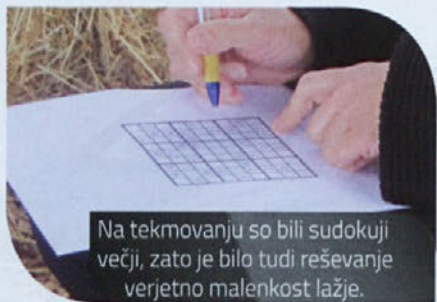 Na tekmovanju so bili sudokuji
večji, zato je bilo tudi reševanje
verjetno malenkost lažje.